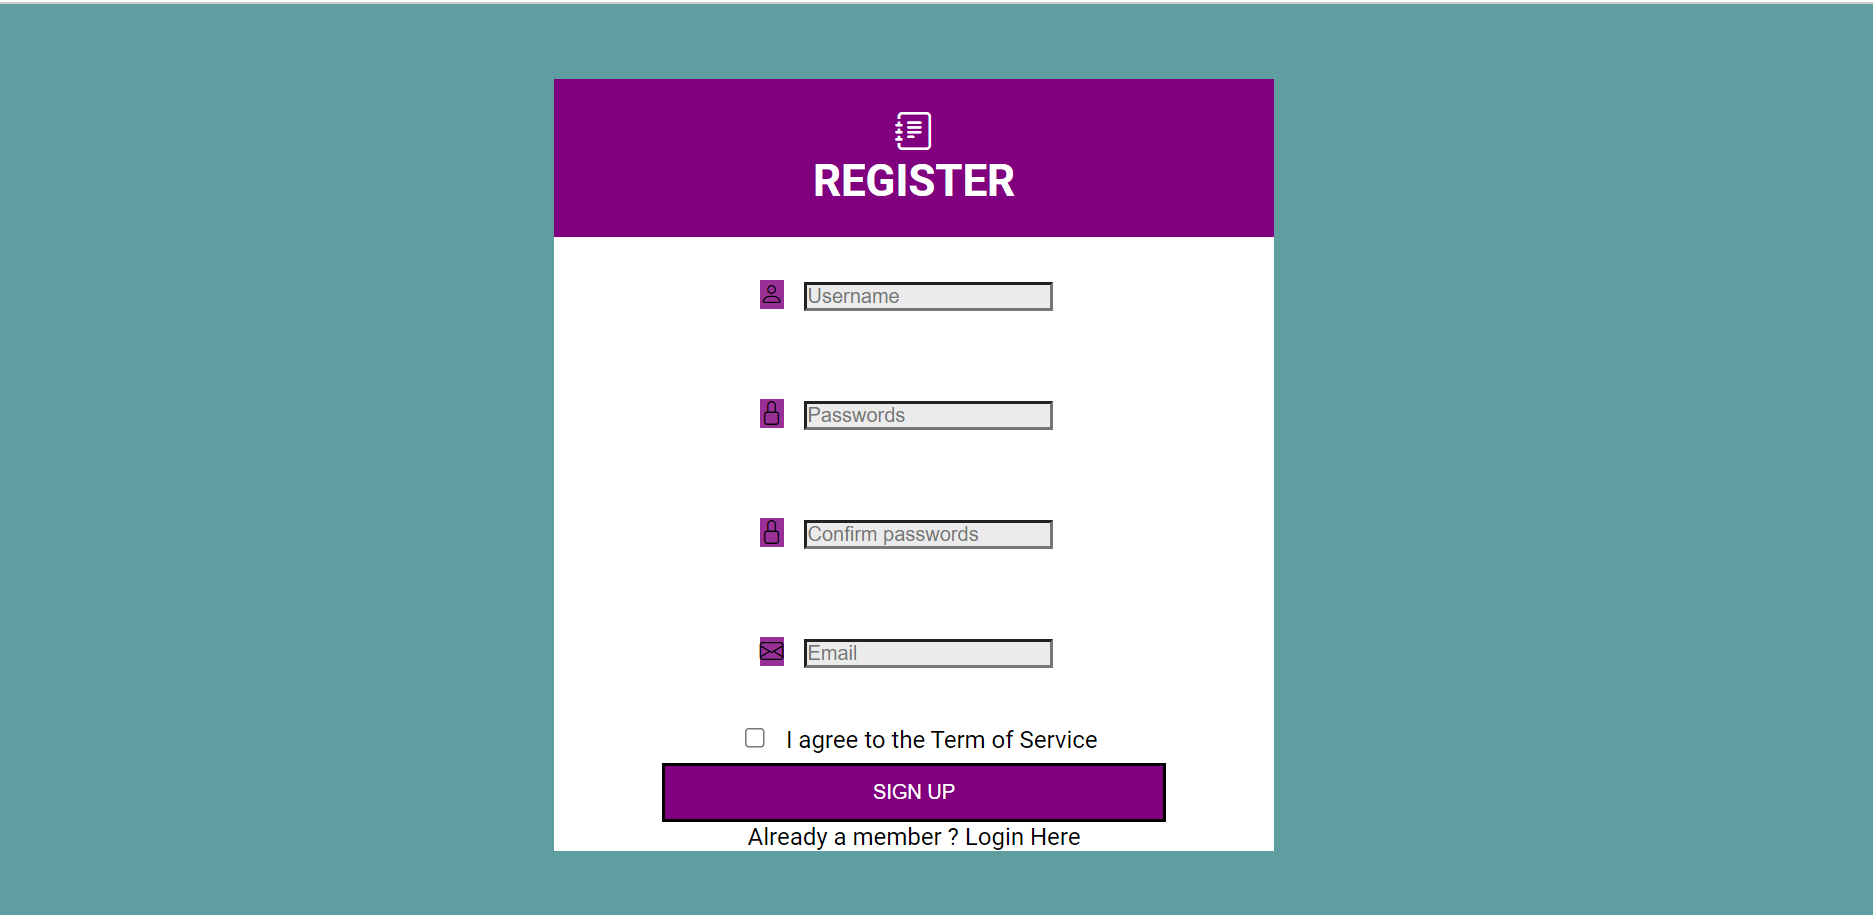 REGISTER
Username
Passwords
Confirm passwords
Email
I agree to the Term of Service
SIGN UP
Already a member ? Login Here